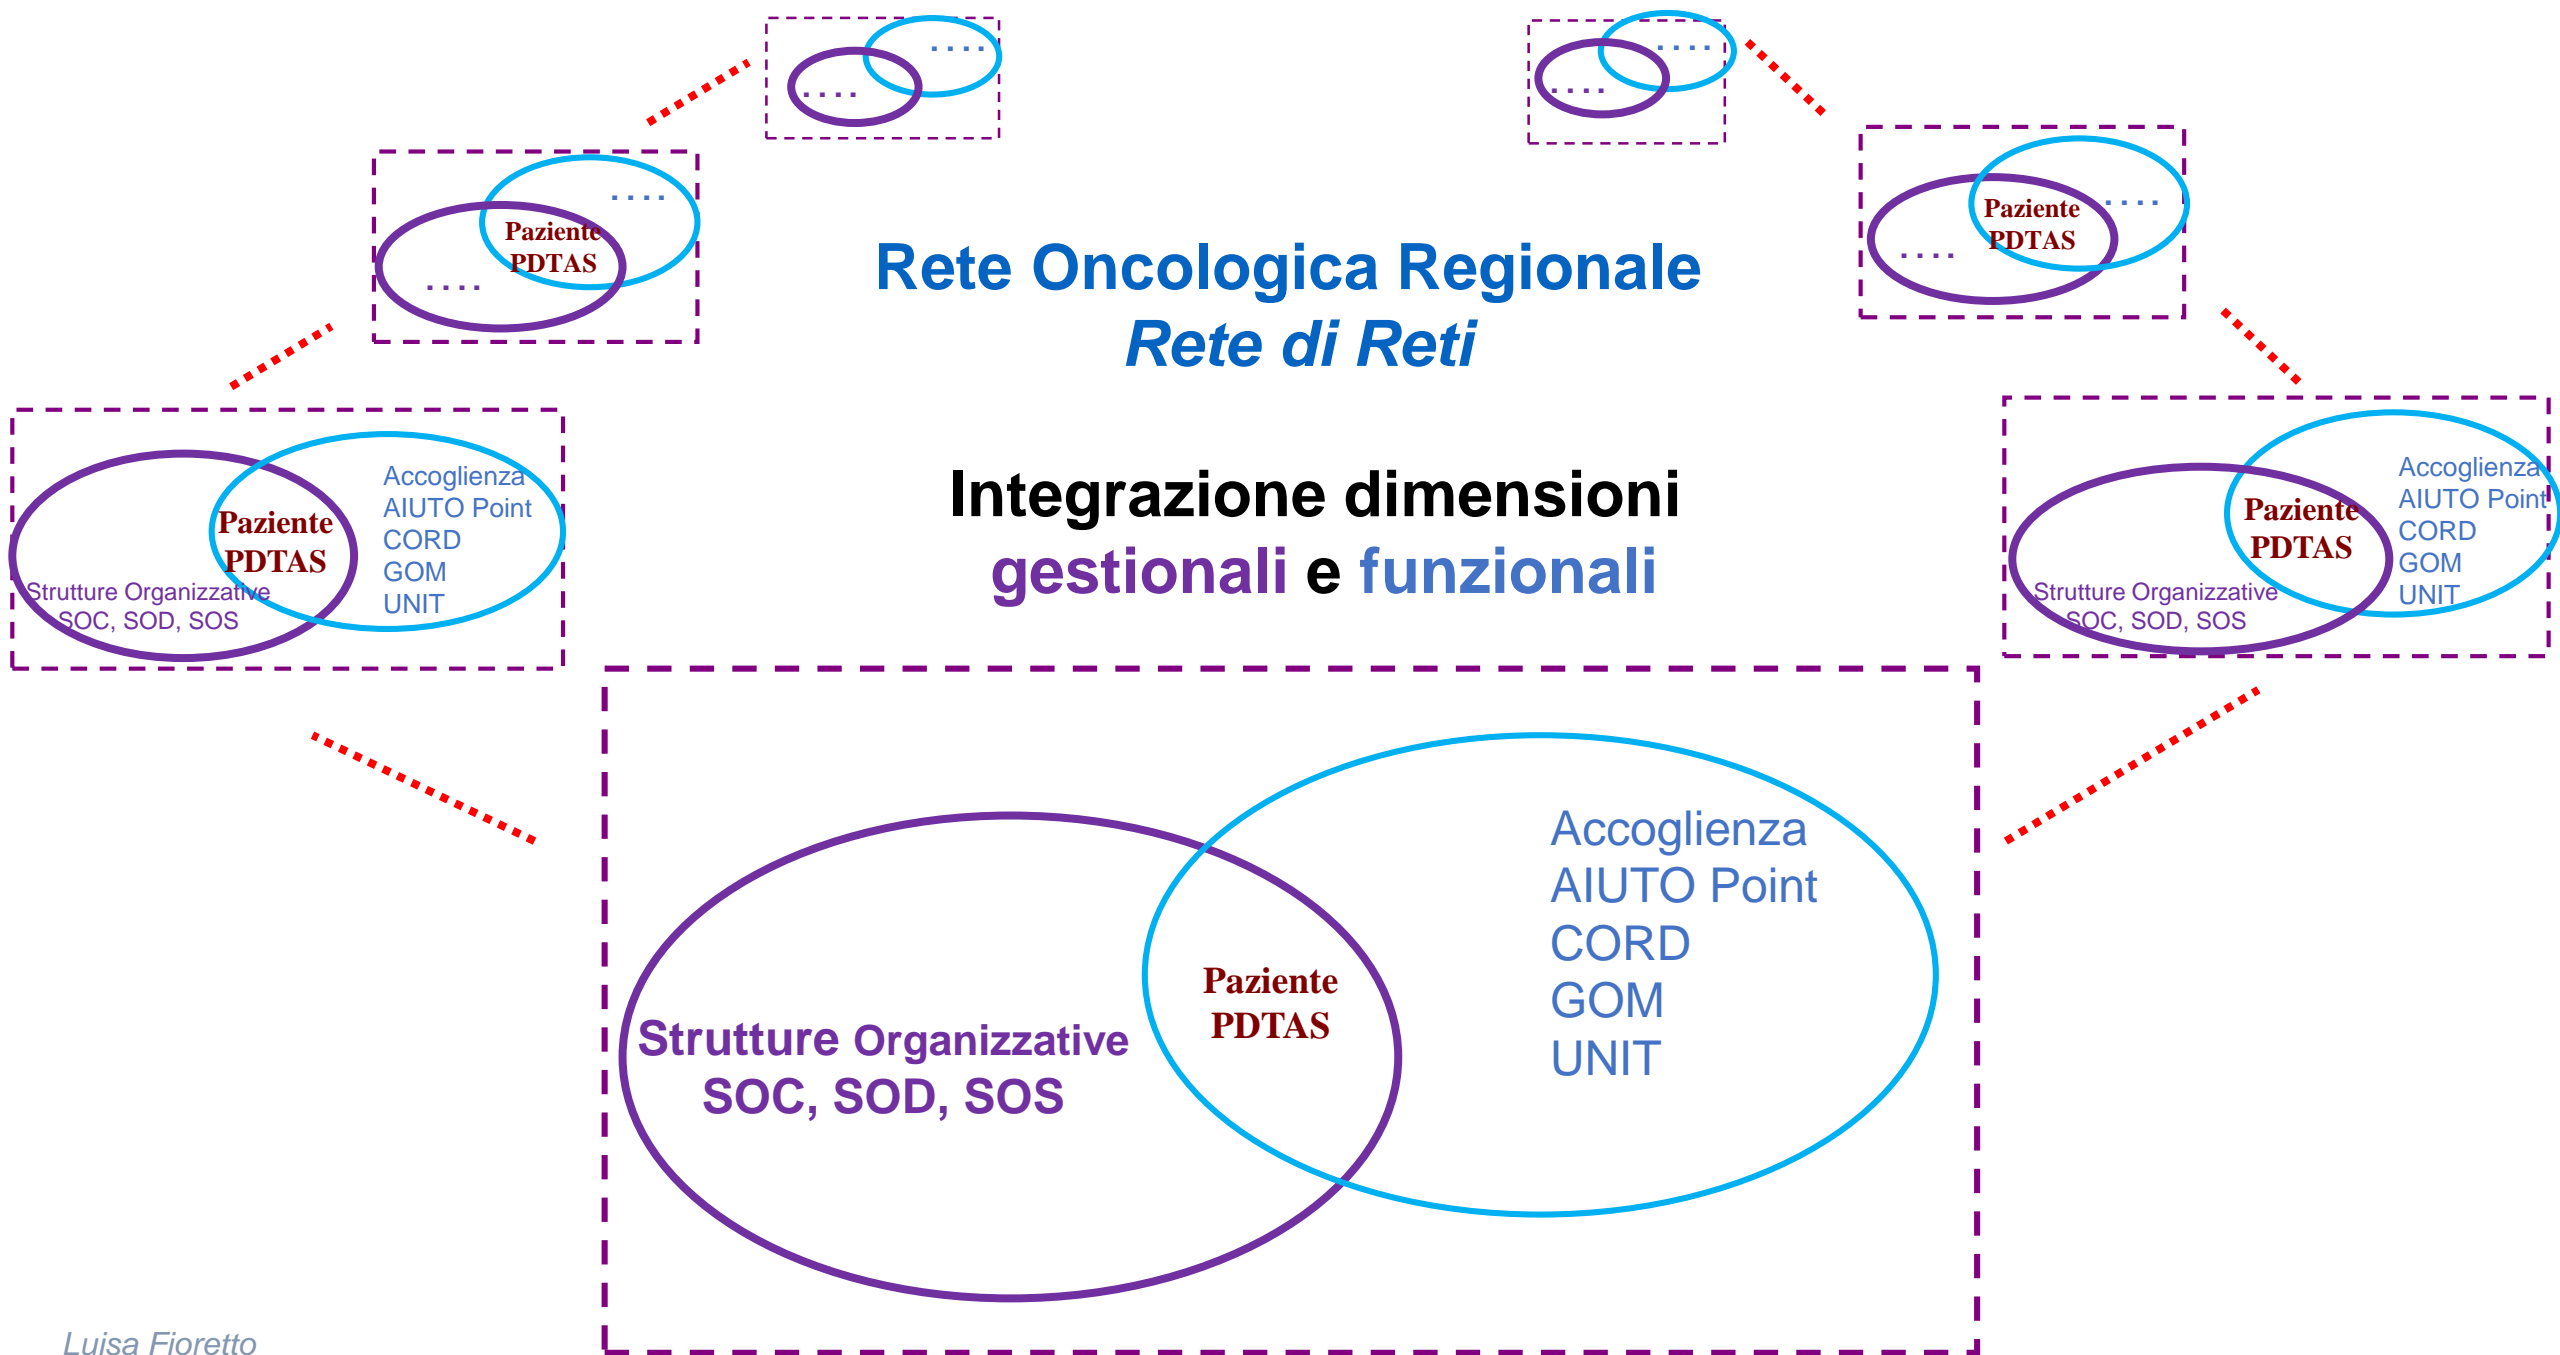 . . . .
. . . .
. . . .
. . . .
. . . .
Paziente
PDTAS
. . . .
. . . .
Paziente
PDTAS
. . . .
Rete Oncologica Regionale
Rete di Reti
Integrazione dimensioni
gestionali e funzionali
Accoglienza
AIUTO Point
CORD
GOM
UNIT
Paziente
PDTAS
Strutture Organizzative
SOC, SOD, SOS
Accoglienza
AIUTO Point
CORD
GOM
UNIT
Paziente
PDTAS
Strutture Organizzative
SOC, SOD, SOS
Accoglienza
AIUTO Point
CORD
GOM
UNIT
Paziente
PDTAS
Strutture Organizzative
SOC, SOD, SOS
Luisa Fioretto